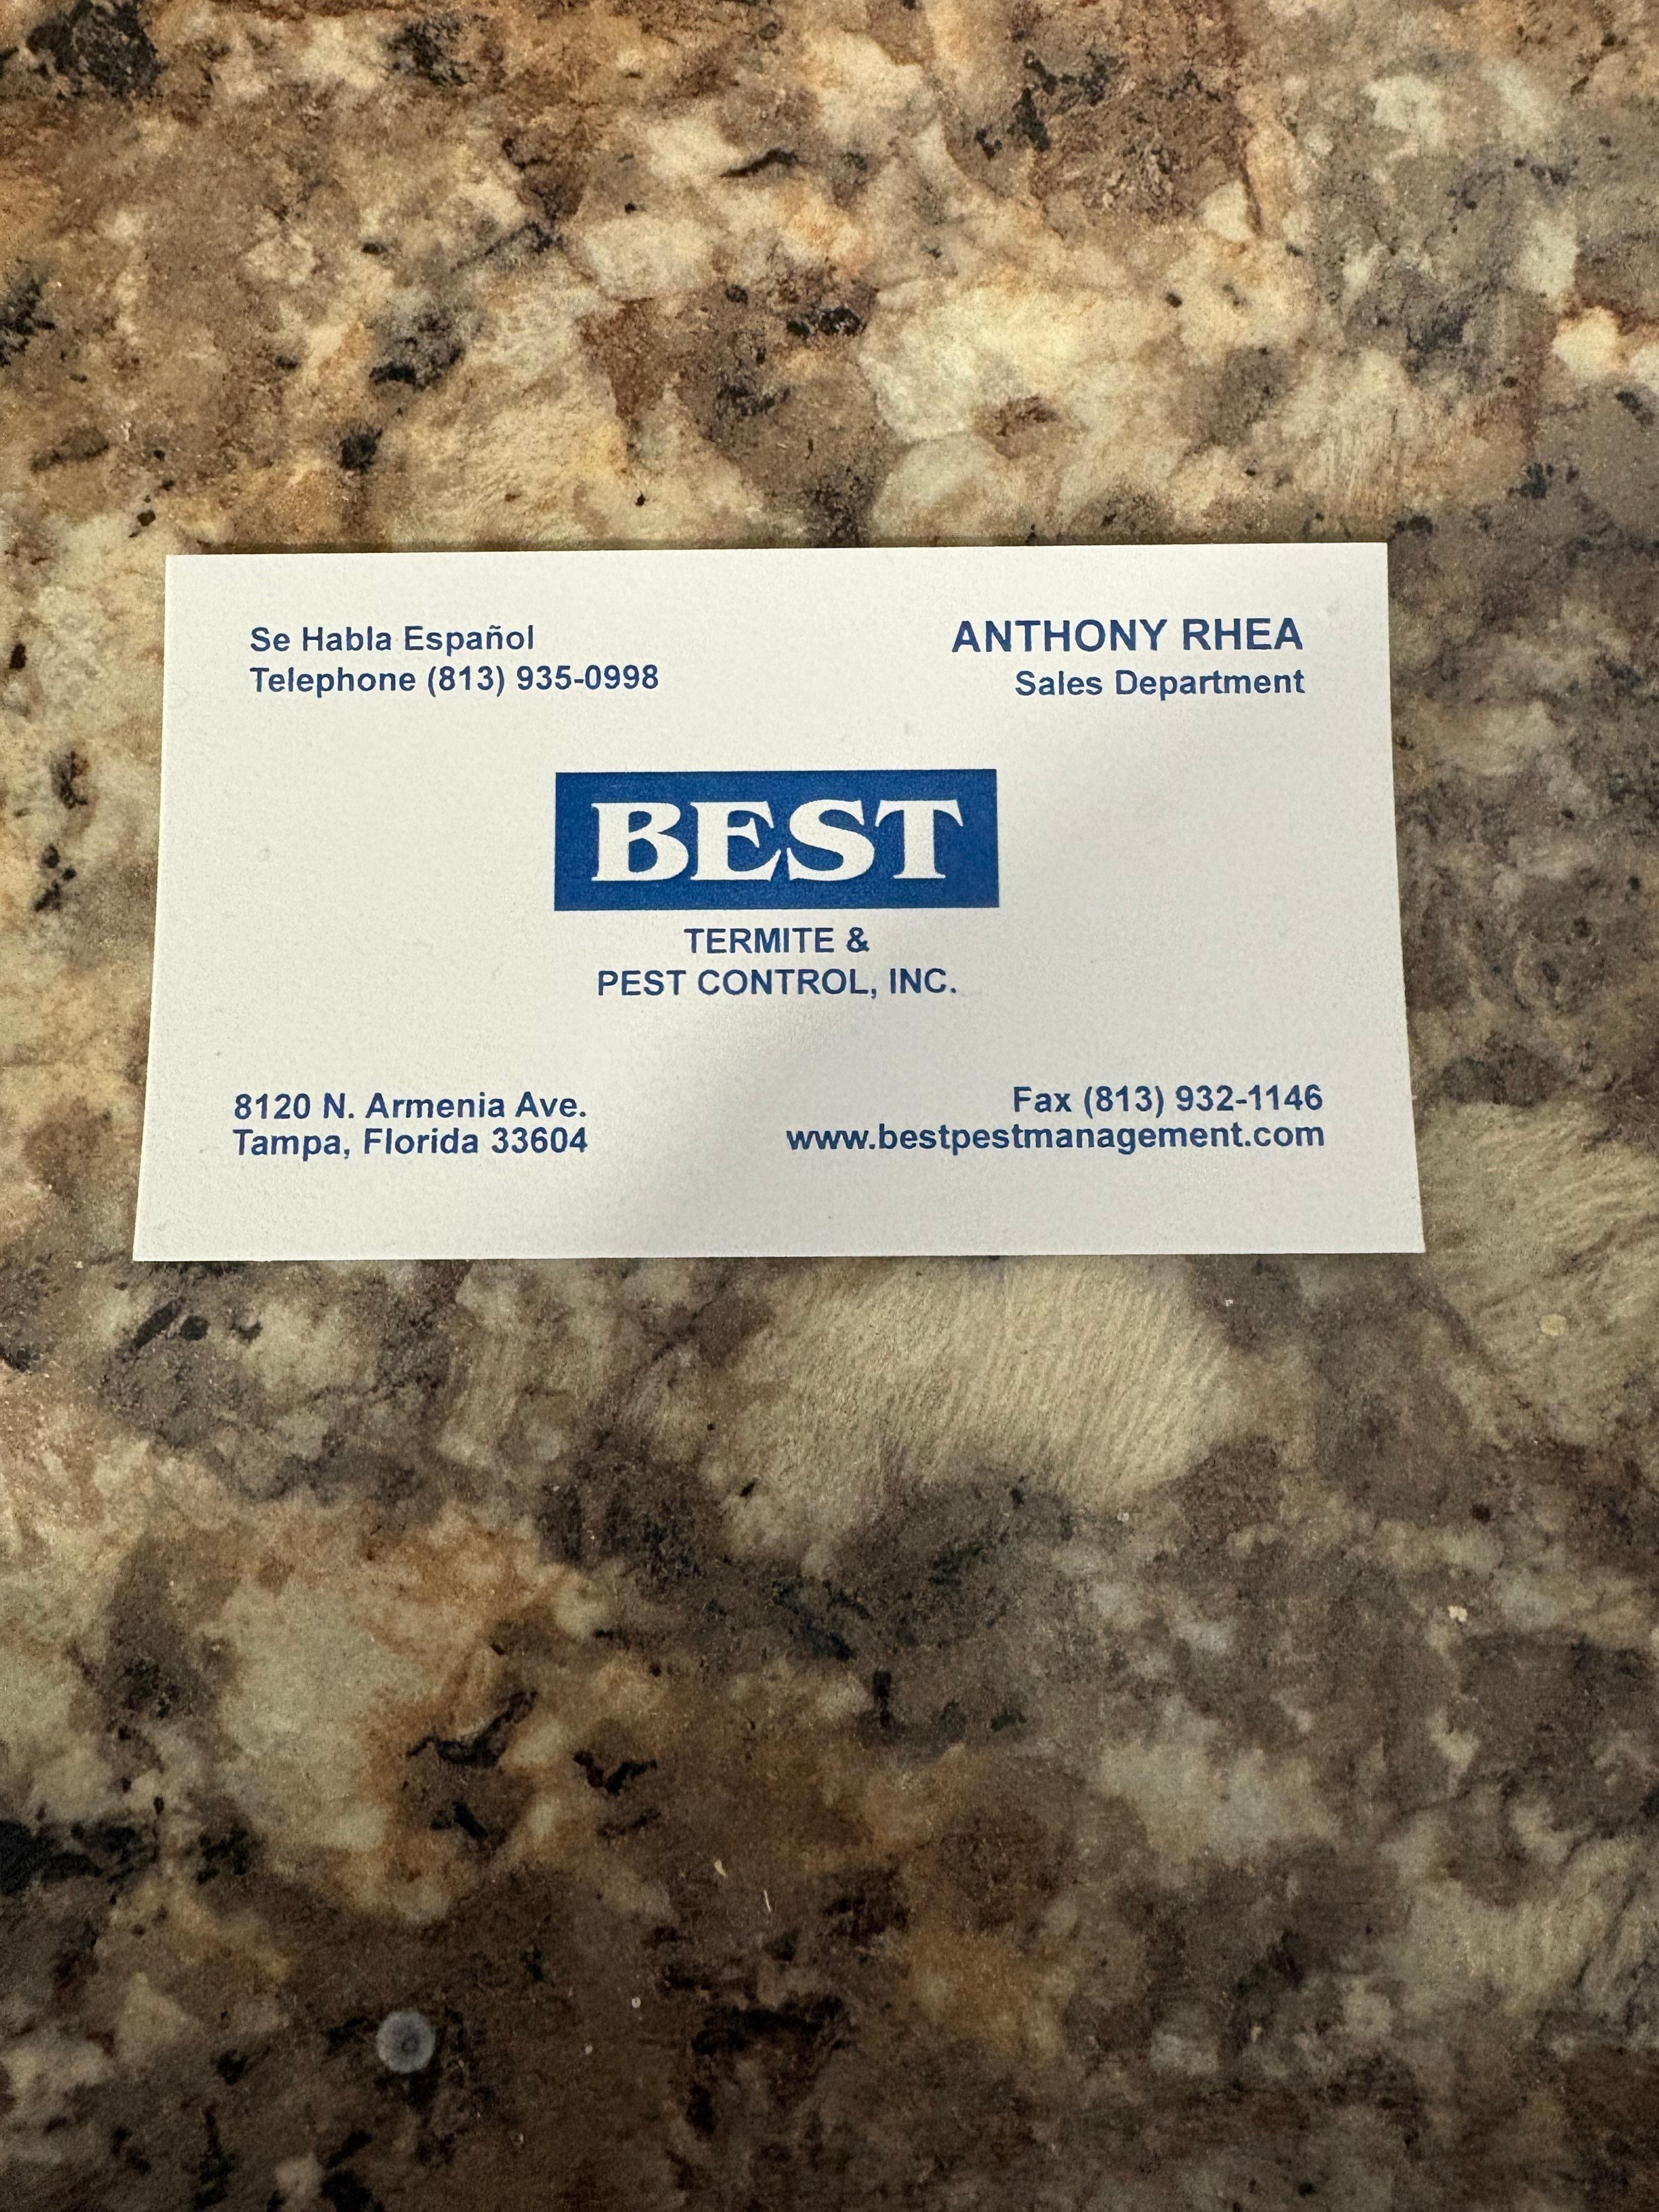 Se Habla Español
Telephone (813) 935-0998
ANTHONY RHEA
Sales Department
BEST
TERMITE &
PEST CONTROL, INC.
8120 N. Armenia Ave.
Tampa, Florida 33604
Fax (813) 932-1146
www.bestpestmanagement.com